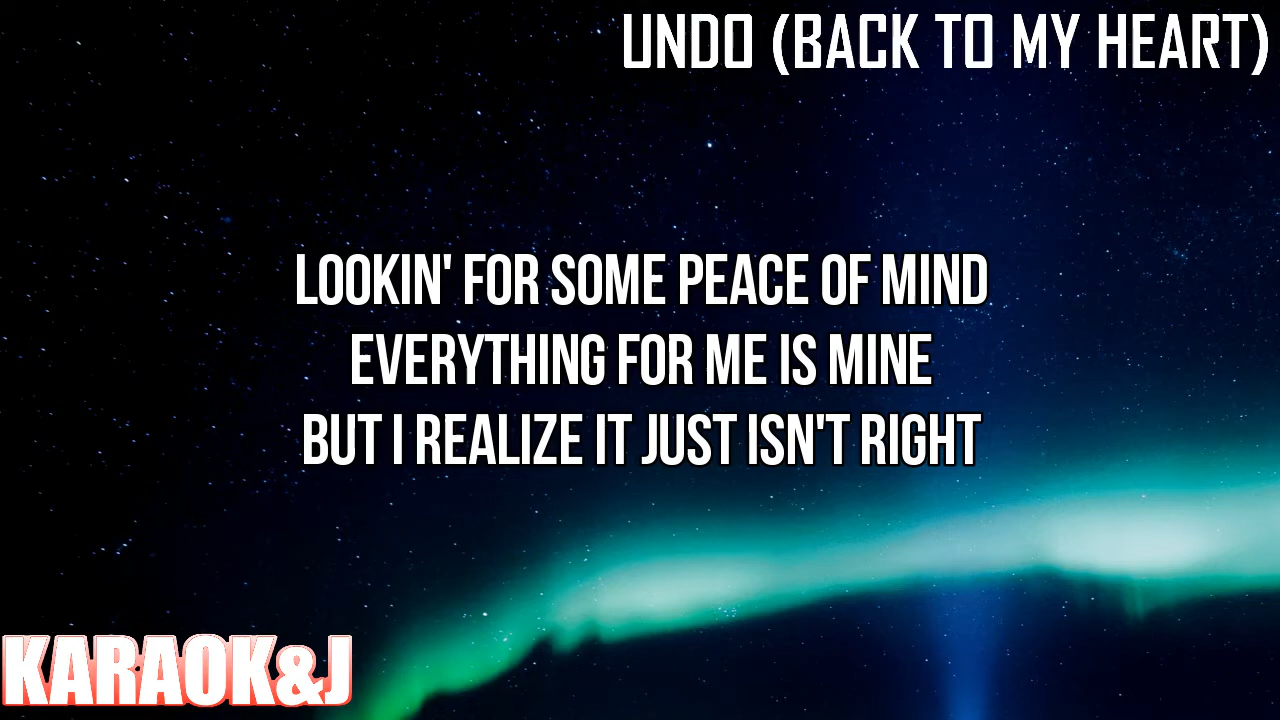 UNDO (BACK TO MY HEART)
LOOKIN' FOR SOME PEACE OF MIND
EVERYTHING FOR ME IS MINE
BUT I REALIZE IT JUST ISN'T RIGHT
KARAOK&J